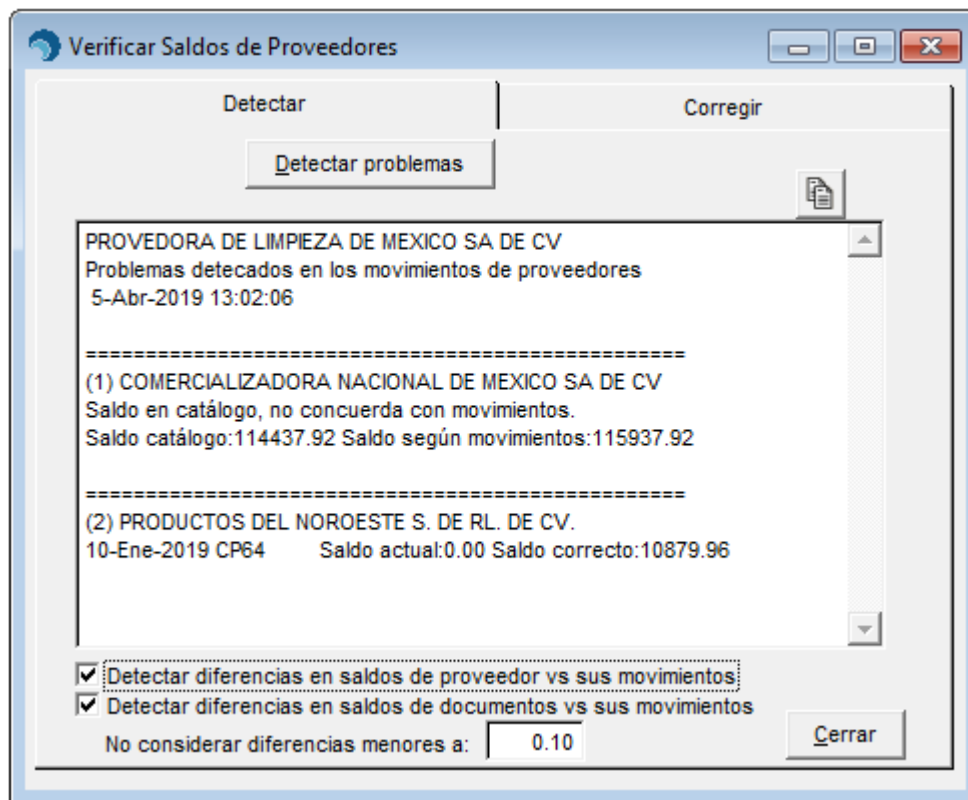 Verificar Saldos de Proveedores
Detectar
Corregir
Detectar problemas
PROVEDORA DE LIMPIEZA DE MEXICO SA DE CV
Problemas detecados en los movimientos de proveedores
5-Abr-2019 13:02:06
==================================================
(1) COMERCIALIZADORA NACIONAL DE MEXICO SA DE CV
Saldo en catálogo, no concuerda con movimientos.
Saldo catálogo:114437.92 Saldo según movimientos:115937.92
==================================================
(2) PRODUCTOS DEL NOROESTE S. DE RL. DE CV.
10-Ene-2019 CP64 Saldo actual:0.00 Saldo correcto:10879.96
Detectar diferencias en saldos de proveedor vs sus movimientos
Detectar diferencias en saldos de documentos vs sus movimientos
No considerar diferencias menores a: 0.10
Cerrar